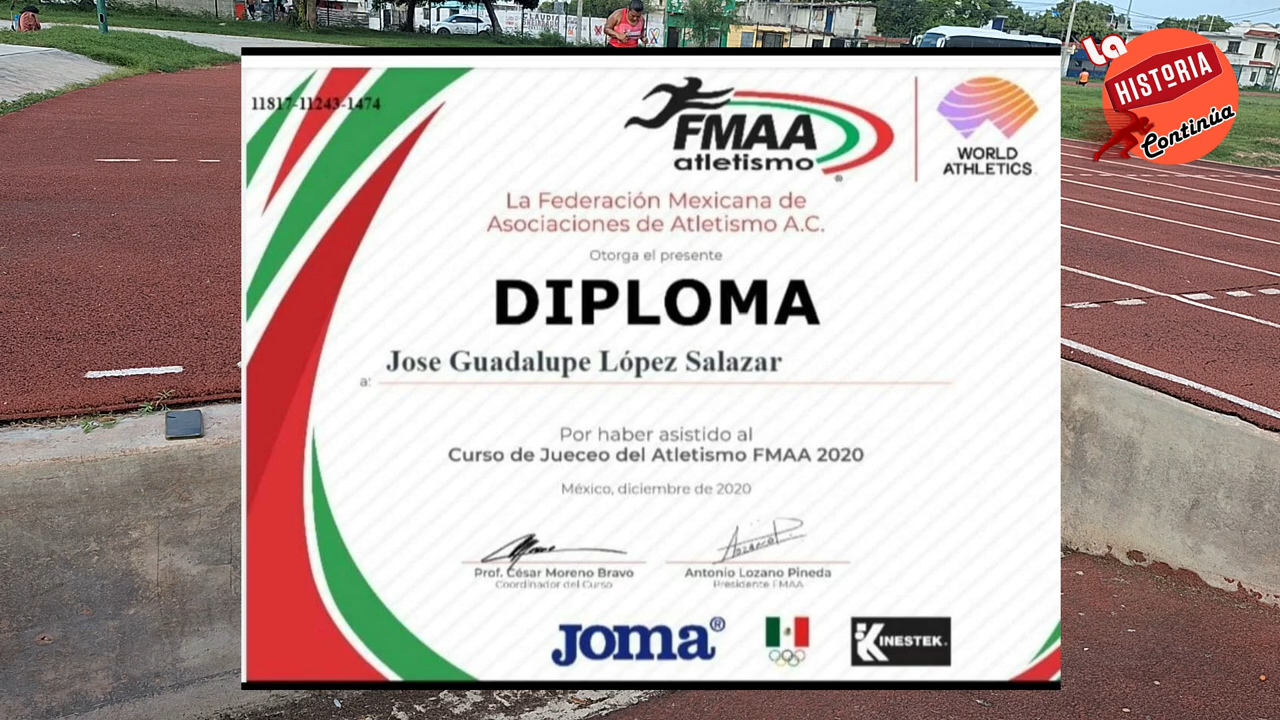 La
HISTORIA
Continúa
11817-11243-1474
FMAA
atletismo
WORLD
ATHLETICS
La Federación Mexicana de
Asociaciones de Atletismo A.C.
Otorga el presente
DIPLOMA
Jose Guadalupe López Salazar
a:
Por haber asistido al
Curso de Jueceo del Atletismo FMAA 2020
México, diciembre de 2020
Prof. César Moreno Bravo
Coordinador del Curso
Antonio Lozano Pineda
Presidente FMAA
Joma®
KINESTEK